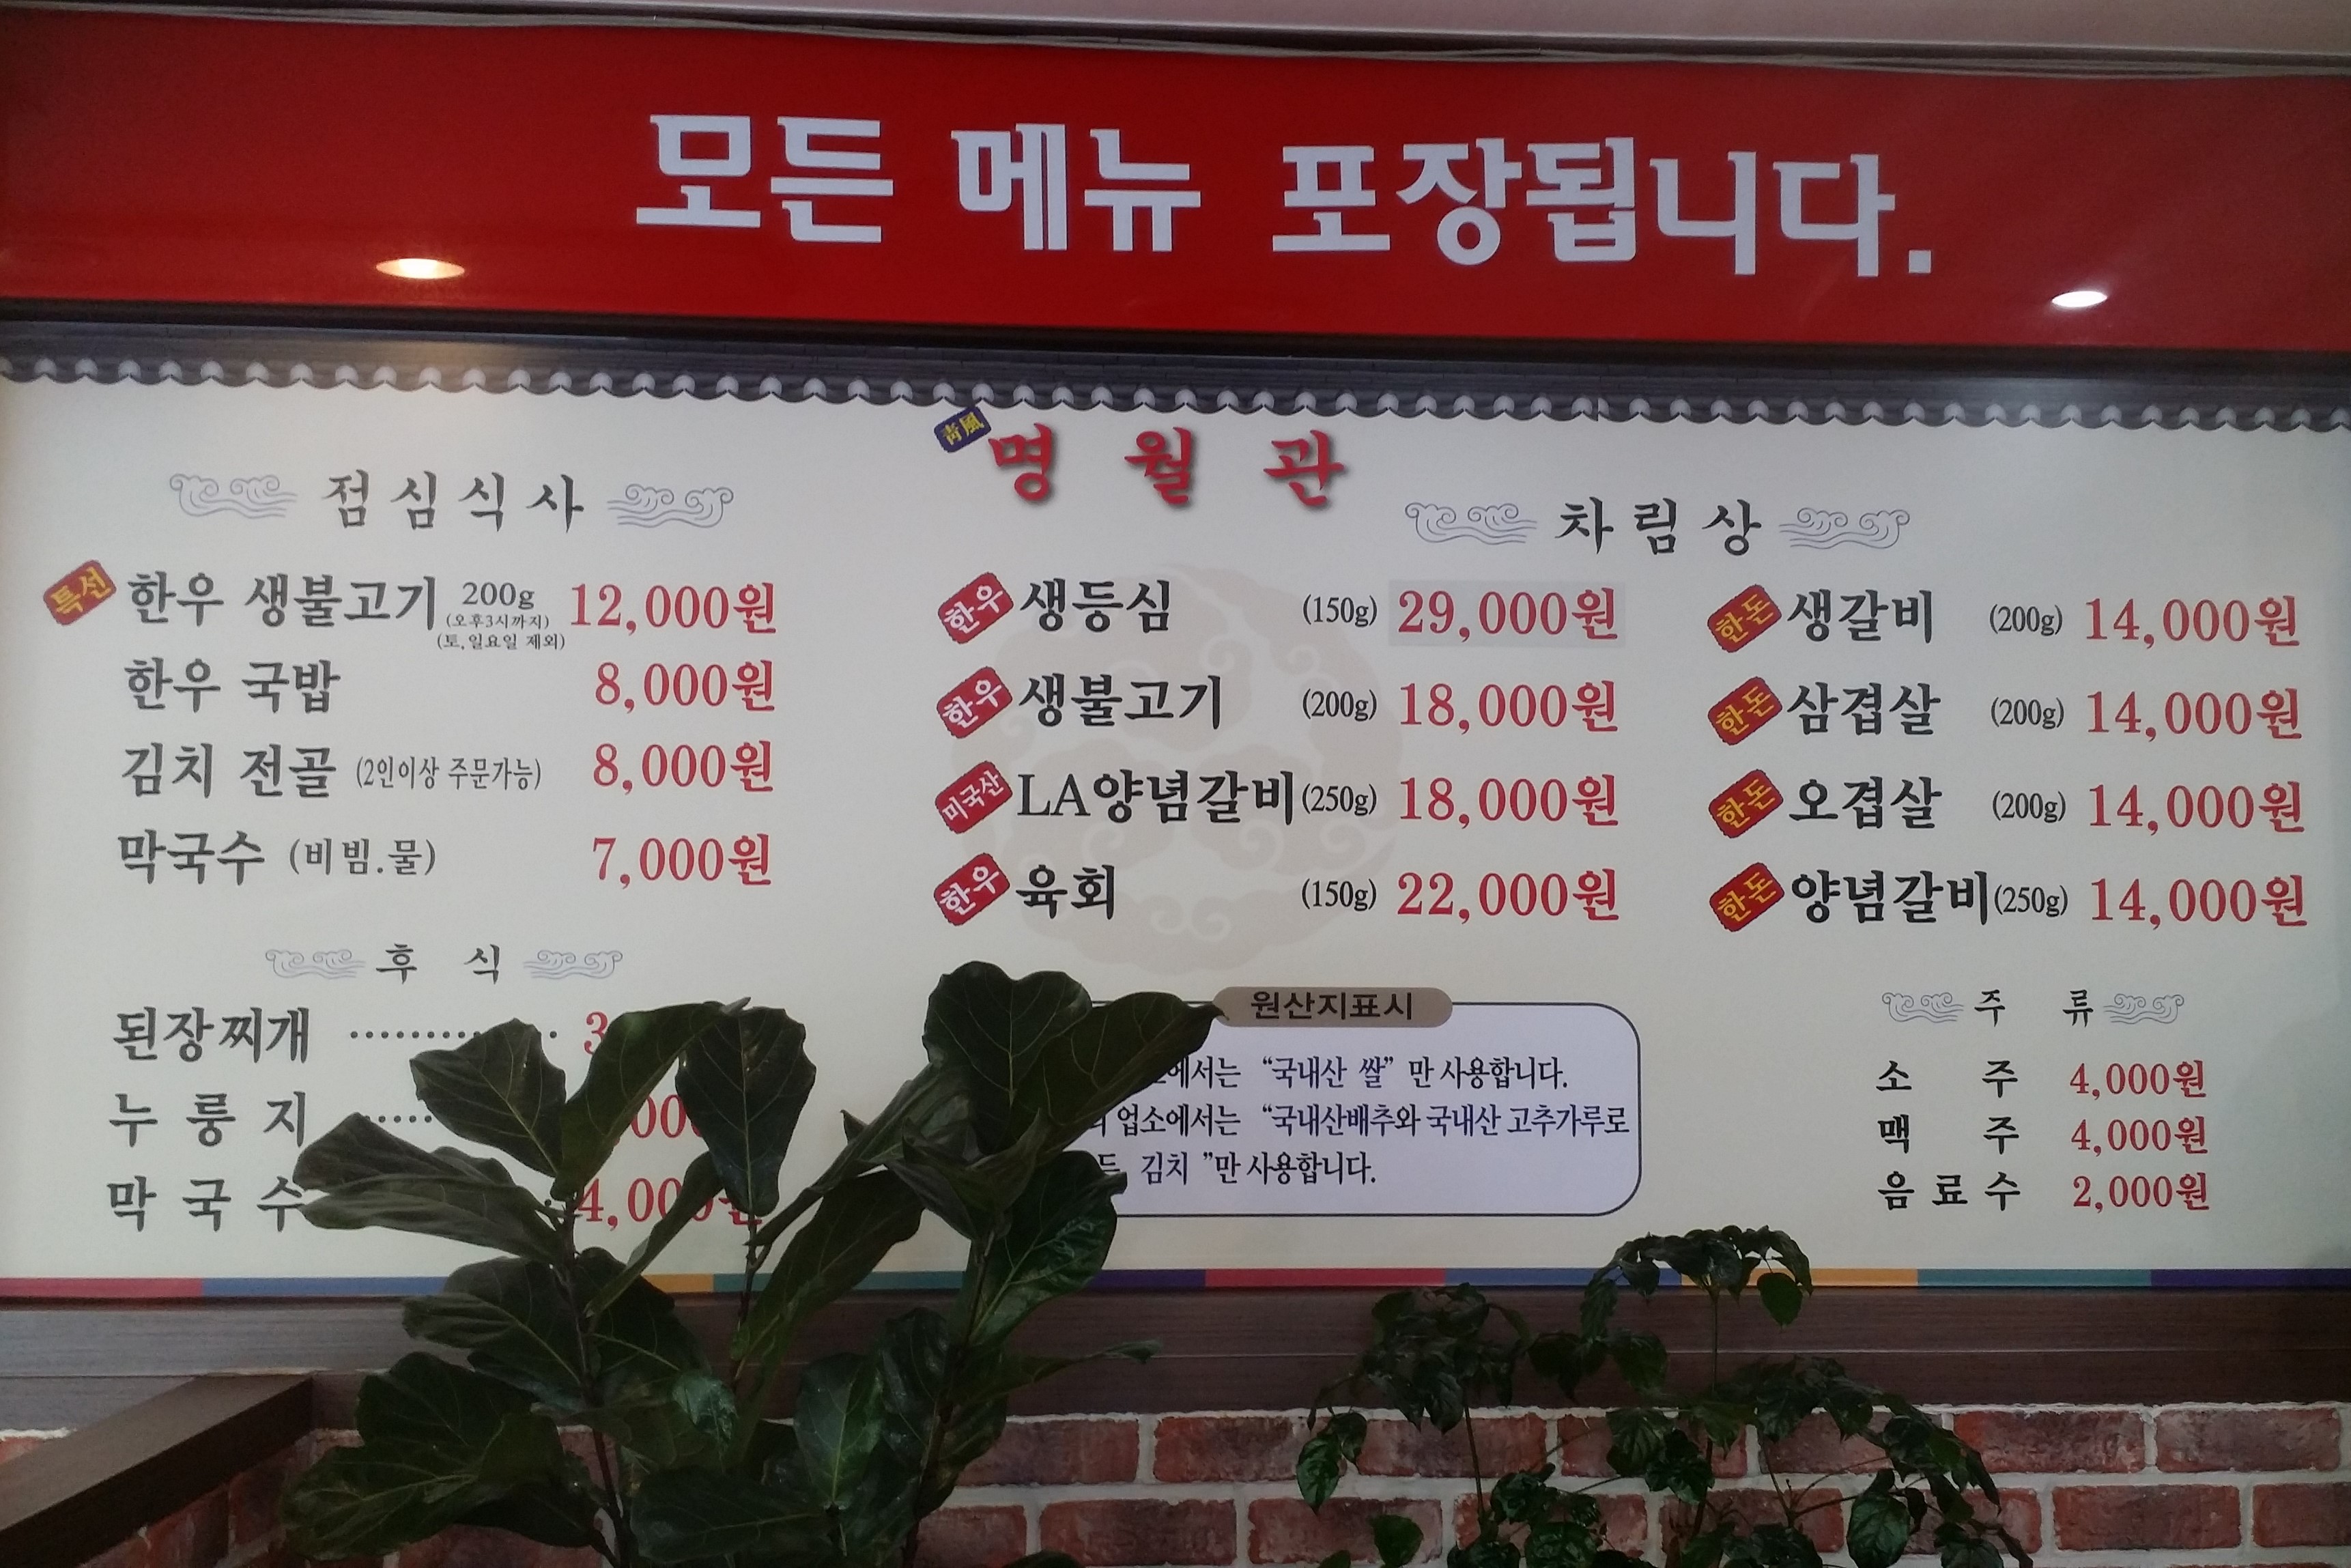 모든 메뉴 포장됩니다.
靑風
명 월 관
점심식사
특선 한우 생불고기 200g 12,000원
(오후3시까지)
(토,일요일 제외)
한우 국밥 8,000원
김치 전골 (2인이상 주문가능) 8,000원
막국수 (비빔.물) 7,000원
후 식
된장찌개
누 룽 지
막 국 수 4,000원
차림상
한우 생등심 (150g) 29,000원
한우 생불고기 (200g) 18,000원
미국산 LA양념갈비 (250g) 18,000원
한우 육회 (150g) 22,000원
한돈 생갈비 (200g) 14,000원
한돈 삼겹살 (200g) 14,000원
한돈 오겹살 (200g) 14,000원
한돈 양념갈비 (250g) 14,000원
원산지표시
“국내산 쌀” 만 사용합니다.
업소에서는 “국내산배추와 국내산 고추가루로
김치 ”만 사용합니다.
주 류
소 주 4,000원
맥 주 4,000원
음 료 수 2,000원